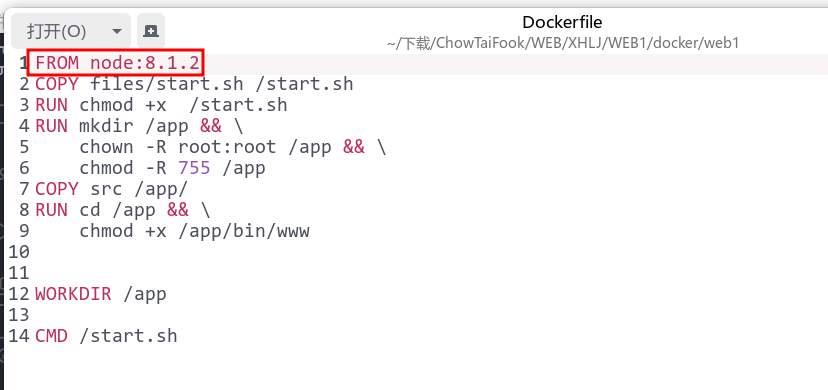 打开(O)
Dockerfile
~/下载/ChowTaiFook/WEB/XHLJ/WEB1/docker/web1
1 FROM node:8.1.2
2 COPY files/start.sh /start.sh
3 RUN chmod +x  /start.sh
4 RUN mkdir /app && \
5     chown -R root:root /app && \
6     chmod -R 755 /app
7 COPY src /app/
8 RUN cd /app && \
9     chmod +x /app/bin/www
10
11
12 WORKDIR /app
13
14 CMD /start.sh